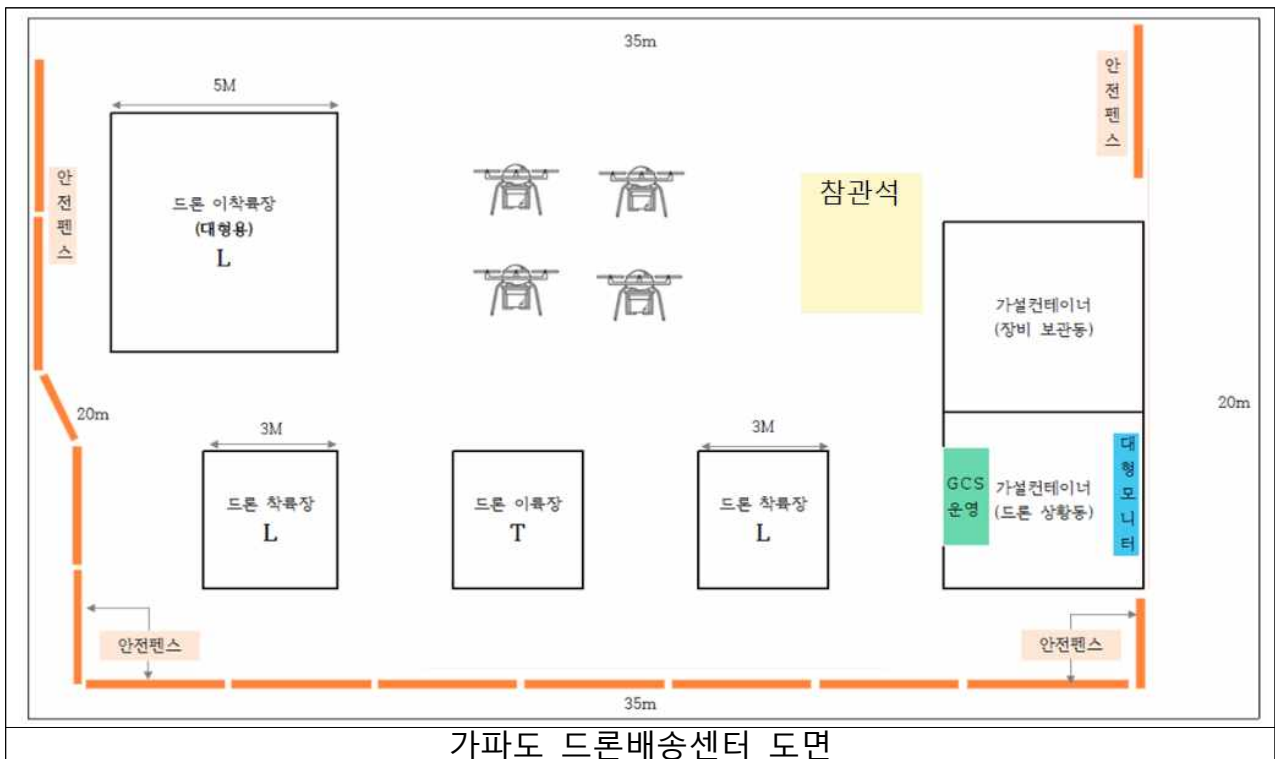 35m
5M
안전펜스
안전펜스
드론 이착륙장
(대형용)
L
참관석
가설컨테이너
(장비 보관동)
20m
20m
3M
3M
드론 착륙장
L
드론 이륙장
T
드론 착륙장
L
GCS
운영
가설컨테이너
(드론 상황동)
대형모니터
안전펜스
안전펜스
35m
가파도 드론배송센터 도면